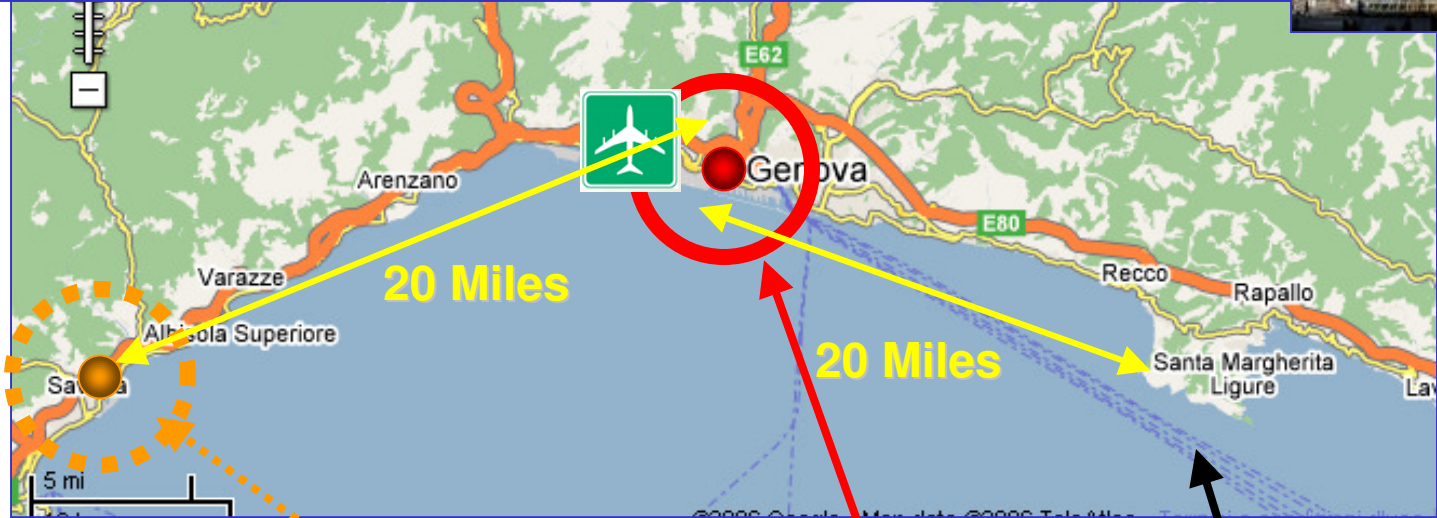 E62
Genova
Arenzano
E80
Recco
Varazze
20 Miles
Rapallo
Albisola Superiore
20 Miles
Santa Margherita
Ligure
5 mi